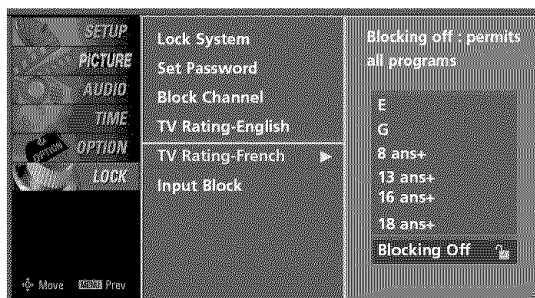 SETUP
PICTURE
AUDIO
TIME
OPTION
OPTION
LOCK
Move MENU Prev
Lock System
Set Password
Block Channel
TV Rating-English
TV Rating-French
Input Block
Blocking off : permits
all programs
E
G
8 ans+
13 ans+
16 ans+
18 ans+
Blocking Off